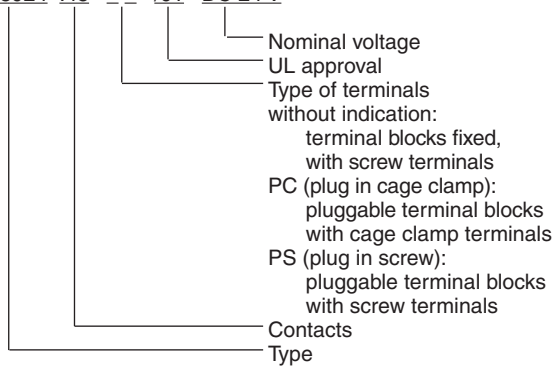 Nominal voltage
UL approval
Type of terminals
without indication:
terminal blocks fixed,
with screw terminals
PC (plug in cage clamp):
pluggable terminal blocks
with cage clamp terminals
PS (plug in screw):
pluggable terminal blocks
with screw terminals
Contacts
Type